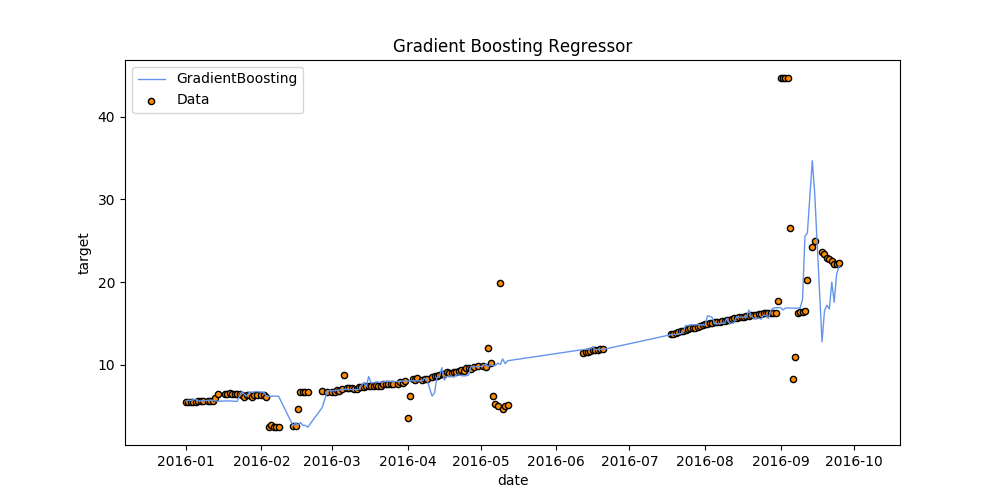 Gradient Boosting Regressor
GradientBoosting
Data
target
40
30
20
10
2016-01 2016-02 2016-03 2016-04 2016-05 2016-06 2016-07 2016-08 2016-09 2016-10
date